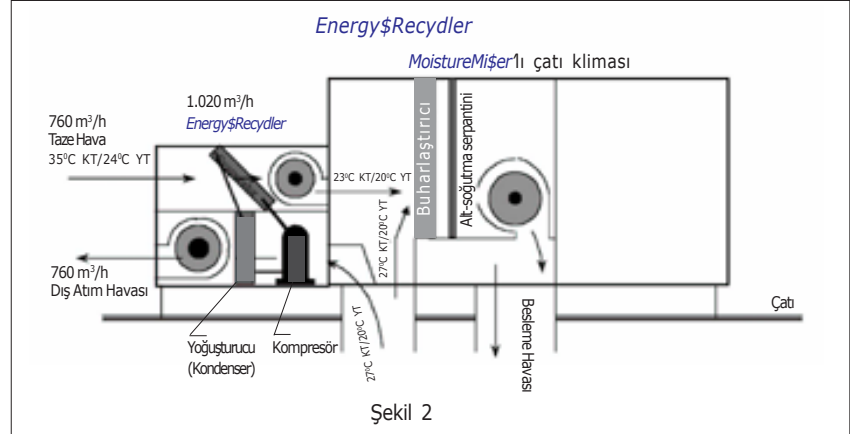 Energy$Recydler
MoistureMi$er'lı çatı kliması
1.020 m³/h
Energy$Recydler
760 m³/h
Taze Hava
35⁰C KT/24⁰C YT
23⁰C KT/20⁰C YT
Buharlaştırıcı
Alt-soğutma serpantini
27⁰C KT/20⁰C YT
760 m³/h
Dış Atım Havası
27⁰C KT/20⁰C YT
Besleme Havası
Çatı
Yoğuşturucu
(Kondenser)
Kompresör
Şekil 2